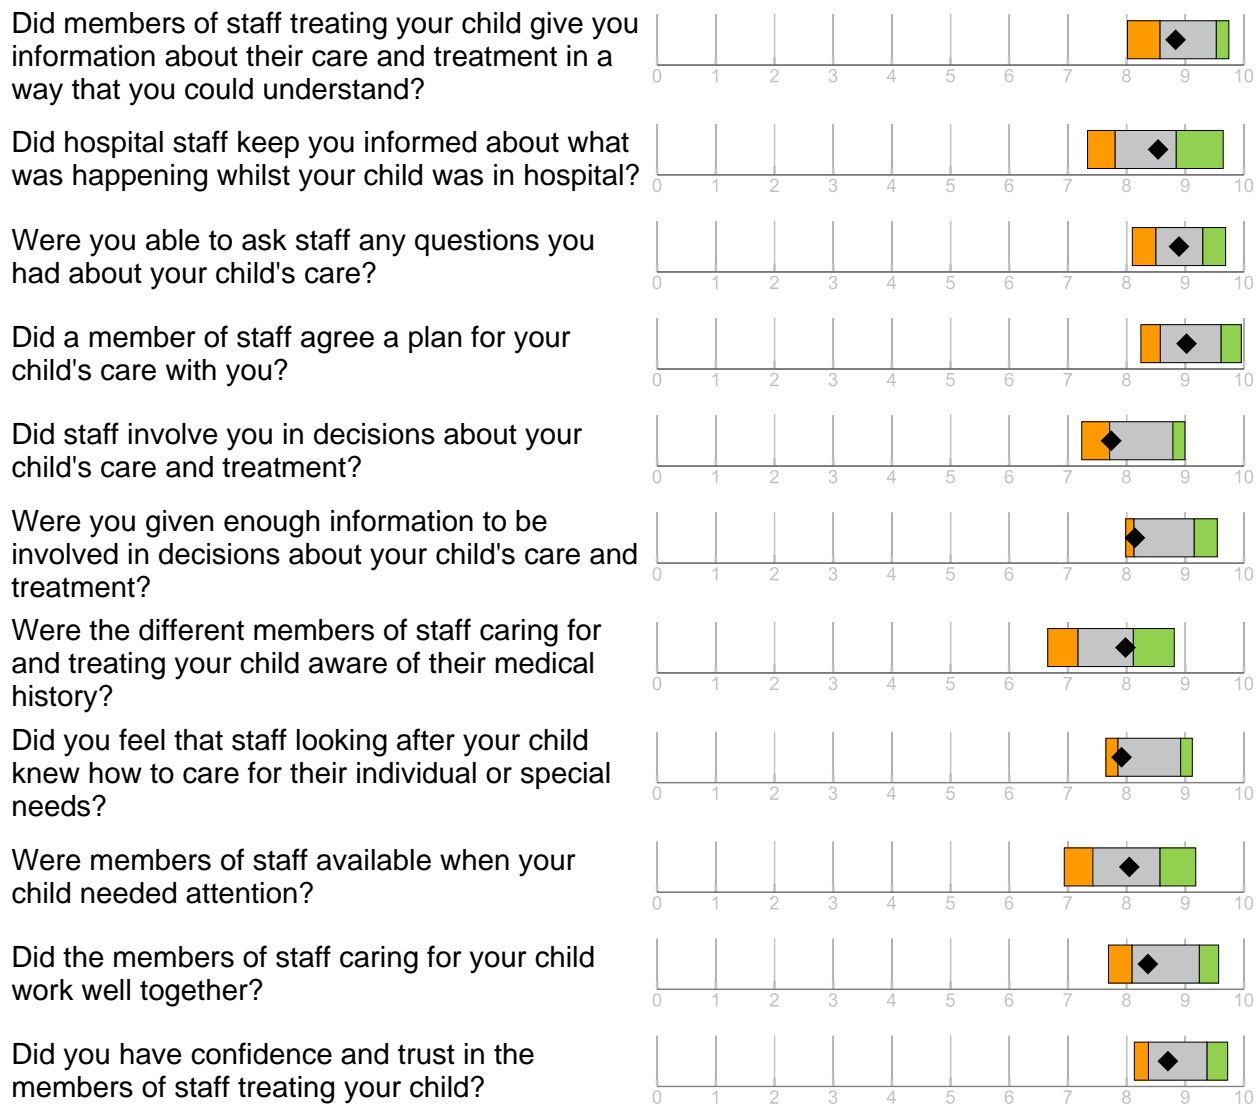 Did members of staff treating your child give you
information about their care and treatment in a
way that you could understand?
0 1 2 3 4 5 6 7 8 9 10
Did hospital staff keep you informed about what
was happening whilst your child was in hospital?
0 1 2 3 4 5 6 7 8 9 10
Were you able to ask staff any questions you
had about your child's care?
0 1 2 3 4 5 6 7 8 9 10
Did a member of staff agree a plan for your
child's care with you?
0 1 2 3 4 5 6 7 8 9 10
Did staff involve you in decisions about your
child's care and treatment?
0 1 2 3 4 5 6 7 8 9 10
Were you given enough information to be
involved in decisions about your child's care and
treatment?
0 1 2 3 4 5 6 7 8 9 10
Were the different members of staff caring for
and treating your child aware of their medical
history?
0 1 2 3 4 5 6 7 8 9 10
Did you feel that staff looking after your child
knew how to care for their individual or special
needs?
0 1 2 3 4 5 6 7 8 9 10
Were members of staff available when your
child needed attention?
0 1 2 3 4 5 6 7 8 9 10
Did the members of staff caring for your child
work well together?
0 1 2 3 4 5 6 7 8 9 10
Did you have confidence and trust in the
members of staff treating your child?
0 1 2 3 4 5 6 7 8 9 10